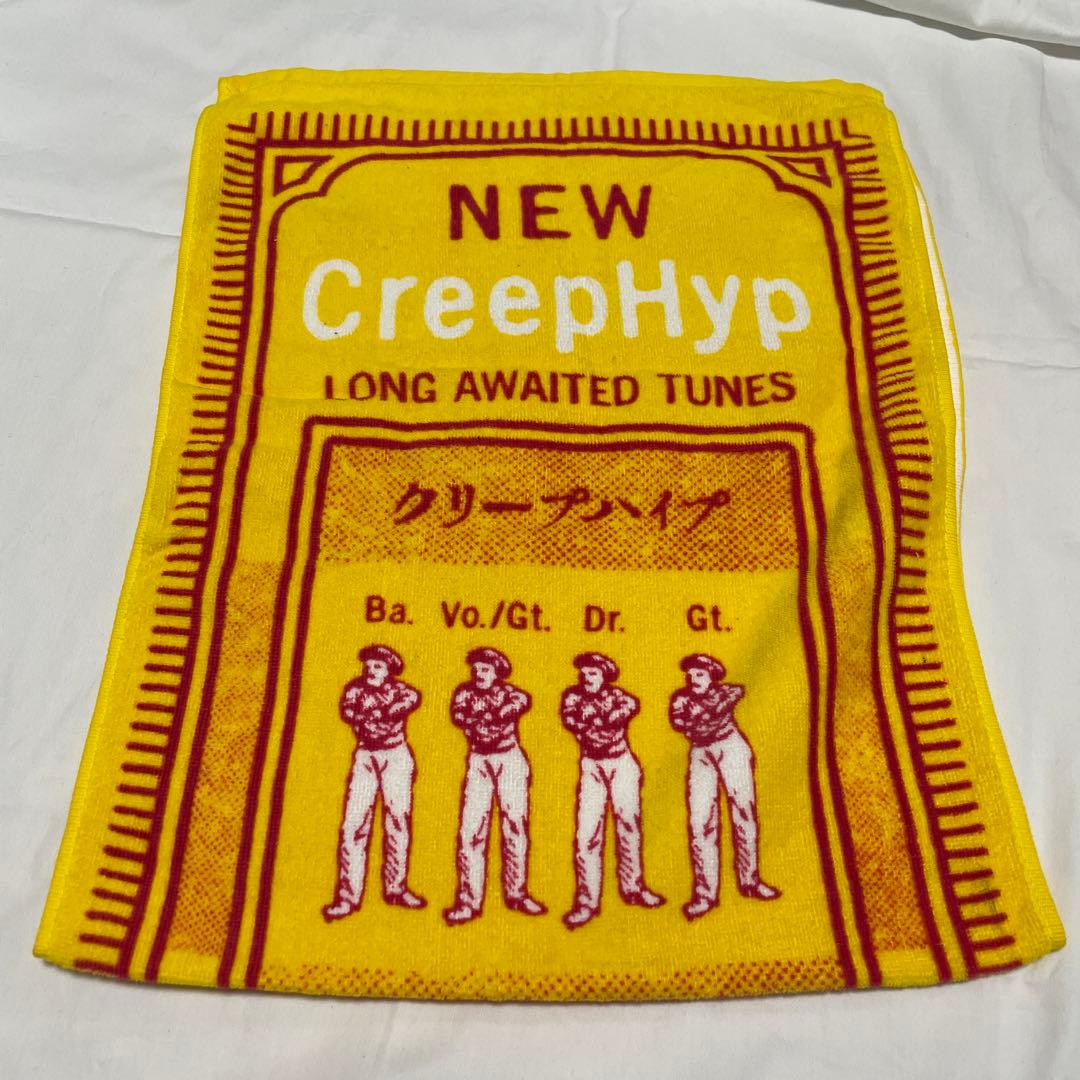 NEW
CreepHyp
LONG AWAITED TUNES
クリープハイプ
Ba. Vo./Gt. Dr. Gt.